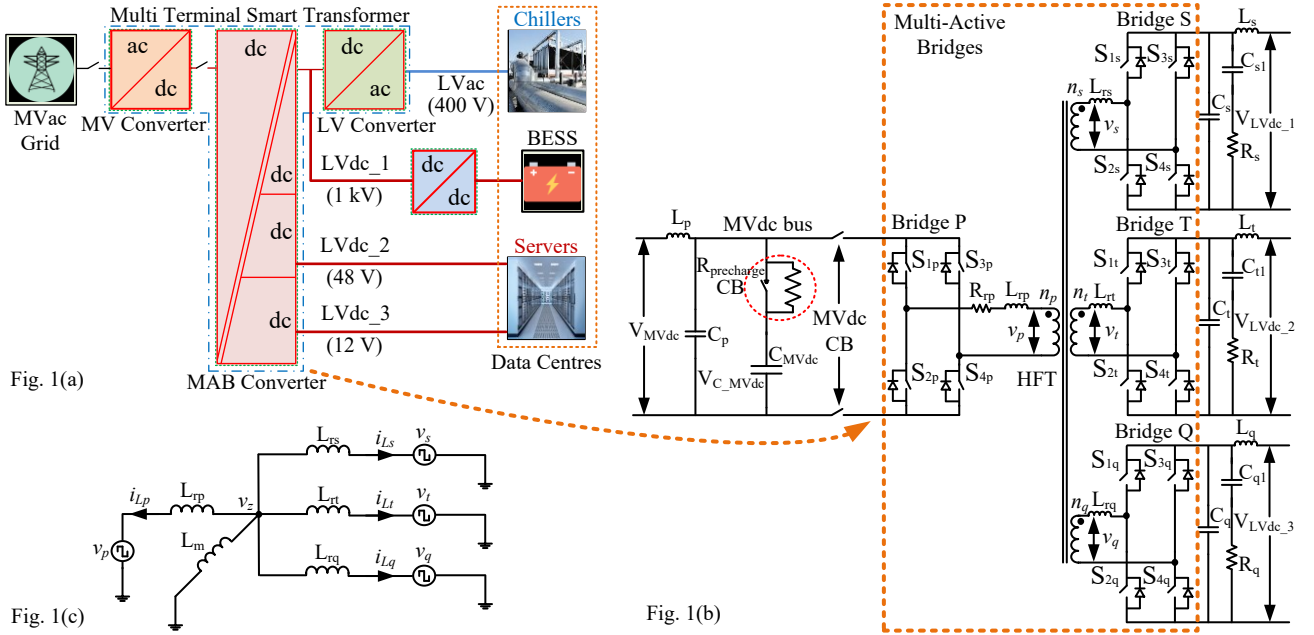 Multi Terminal Smart Transformer
ac
dc
dc
dc
ac
dc
dc
dc
dc
dc
MVac
Grid
MV Converter
LV Converter
MAB Converter
LVac
(400 V)
LVdc_1
(1 kV)
LVdc_2
(48 V)
LVdc_3
(12 V)
Chillers
BESS
Servers
Data Centres
Fig. 1(a)
Multi-Active
Bridges
Bridge S
S1s
S3s
S2s
S4s
ns
Lrs
vs
Cs
Ls
Cs1
VLVdc_1
Rs
Bridge T
S1t
S3t
S2t
S4t
nt
Lrt
vt
Ct
Lt
Ct1
VLVdc_2
Rt
Bridge Q
S1q
S3q
S2q
S4q
nq
Lrq
vq
Cq
Lq
Cq1
VLVdc_3
Rq
Lp
MVdc bus
Bridge P
S1p
S3p
S2p
S4p
Rprecharge
CB
VMVdc
Cp
CMVdc
VC_MVdc
MVdc
CB
Rrp
Lrp
np
vp
HFT
Fig. 1(b)
Lrs
iLs
vs
Lrt
iLt
vt
Lrq
iLq
vq
iLp
Lrp
vz
Lm
vp
Fig. 1(c)